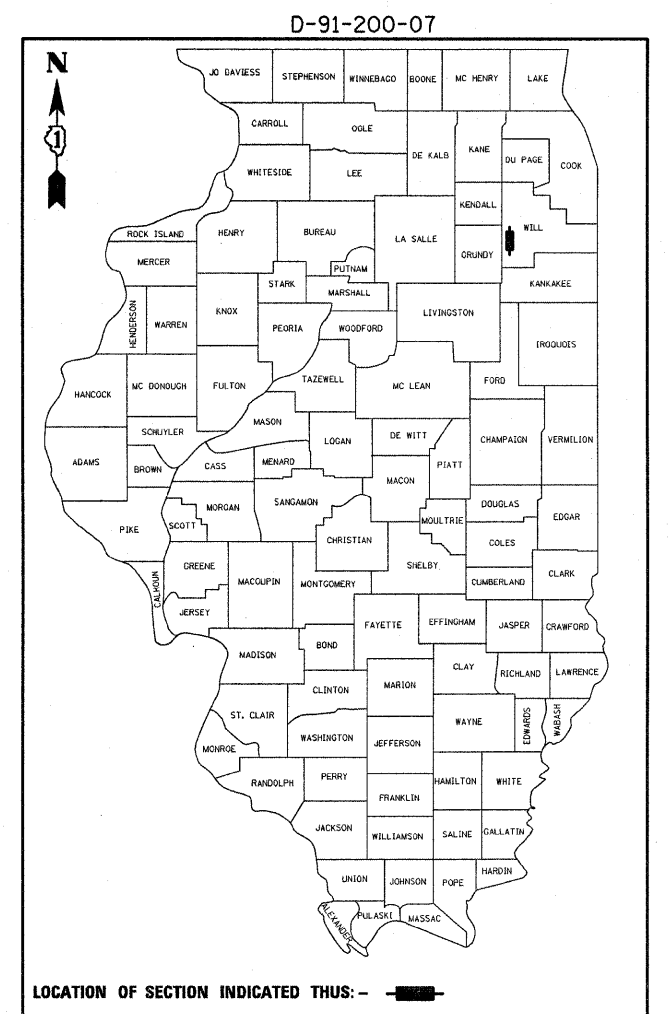 D-91-200-07
N
1
JO DAVIESS STEPHENSON WINNEBAGO BOONE MC HENRY LAKE
CARROLL OGLE
DE KALB KANE DU PAGE COOK
WHITESIDE LEE
KENDALL
ROCK ISLAND HENRY BUREAU LA SALLE WILL
MERCER PUTNAM GRUNDY
STARK MARSHALL KANKAKEE
HENDERSON WARREN KNOX PEORIA WOODFORD LIVINGSTON
IROQUOIS
HANCOCK MC DONOUGH FULTON TAZEWELL MC LEAN FORD
MASON
SCHUYLER LOGAN DE WITT CHAMPAIGN VERMILION
ADAMS BROWN CASS MENARD PIATT
MACON
MORGAN SANGAMON DOUGLAS
PIKE SCOTT MOULTRIE EDGAR
CHRISTIAN COLES
GREENE SHELBY
CALHOUN MACOUPIN MONTGOMERY CUMBERLAND CLARK
JERSEY
FAYETTE EFFINGHAM JASPER CRAWFORD
MADISON BOND
CLAY RICHLAND LAWRENCE
CLINTON MARION
ST. CLAIR WAYNE EDWARDS WABASH
MONROE WASHINGTON JEFFERSON
RANDOLPH PERRY HAMILTON WHITE
FRANKLIN
JACKSON WILLIAMSON SALINE GALLATIN
UNION JOHNSON POPE HARDIN
ALEXANDER PULASKI MASSAC
LOCATION OF SECTION INDICATED THUS: -